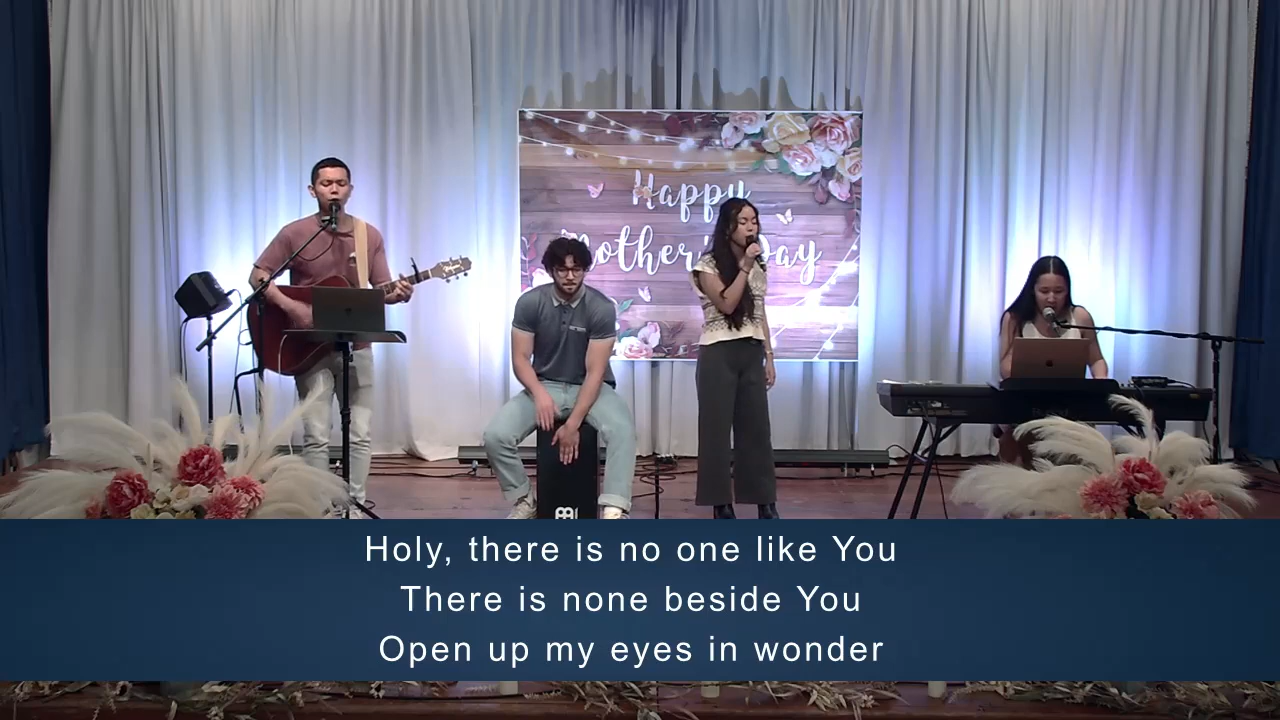 Happy
Mother's Day
Holy, there is no one like You
There is none beside You
Open up my eyes in wonder